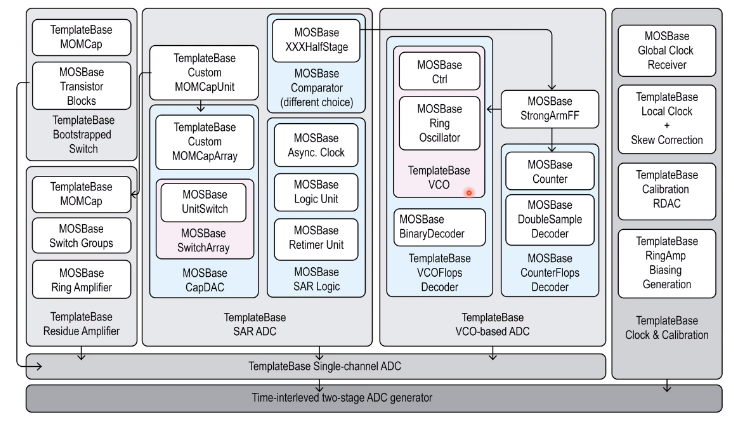 TemplateBase
MOMCap
MOSBase
Transistor
Blocks
TemplateBase
Bootstrapped
Switch
TemplateBase
MOMCap
MOSBase
Switch Groups
MOSBase
Ring Amplifier
TemplateBase
Residue Amplifier
TemplateBase
Custom
MOMCapUnit
TemplateBase
Custom
MOMCapArray
MOSBase
UnitSwitch
MOSBase
SwitchArray
MOSBase
CapDAC
MOSBase
XXXHalfStage
MOSBase
Comparator
(different choice)
MOSBase
Async. Clock
MOSBase
Logic Unit
MOSBase
Retimer Unit
MOSBase
SAR Logic
TemplateBase
SAR ADC
MOSBase
Ctrl
MOSBase
Ring
Oscillator
TemplateBase
VCO
MOSBase
BinaryDecoder
TemplateBase
VCOFlops
Decoder
MOSBase
StrongArmFF
MOSBase
Counter
MOSBase
DoubleSample
Decoder
MOSBase
CounterFlops
Decoder
TemplateBase
VCO-based ADC
MOSBase
Global Clock
Receiver
TemplateBase
Local Clock
+
Skew Correction
TemplateBase
Calibration
RDAC
TemplateBase
RingAmp
Biasing
Generation
TemplateBase
Clock & Calibration
TemplateBase Single-channel ADC
Time-interleved two-stage ADC generator